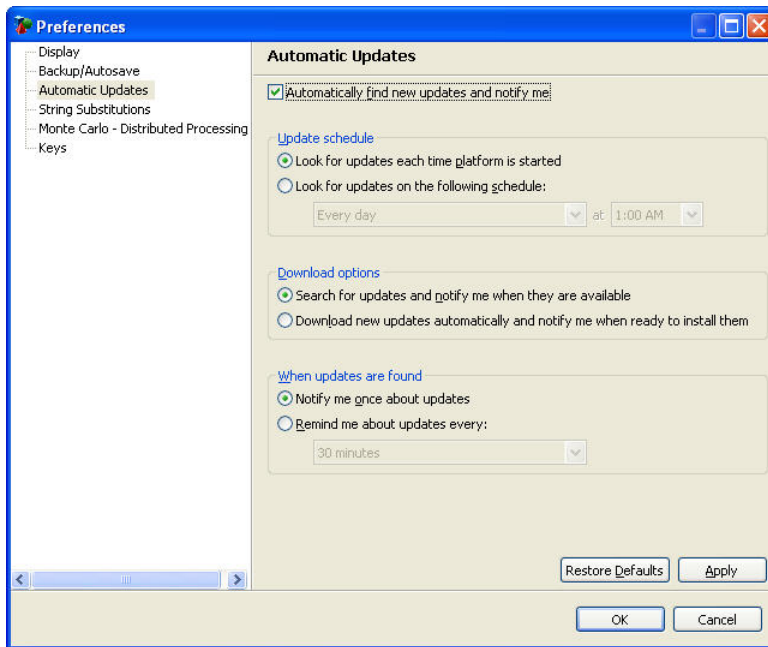 Preferences
Display
Backup/Autosave
Automatic Updates
String Substitutions
Monte Carlo - Distributed Processing
Keys
Automatic Updates
Automatically find new updates and notify me
Update schedule
Look for updates each time platform is started
Look for updates on the following schedule:
Every day at 1:00 AM
Download options
Search for updates and notify me when they are available
Download new updates automatically and notify me when ready to install them
When updates are found
Notify me once about updates
Remind me about updates every:
30 minutes
Restore Defaults Apply
OK Cancel